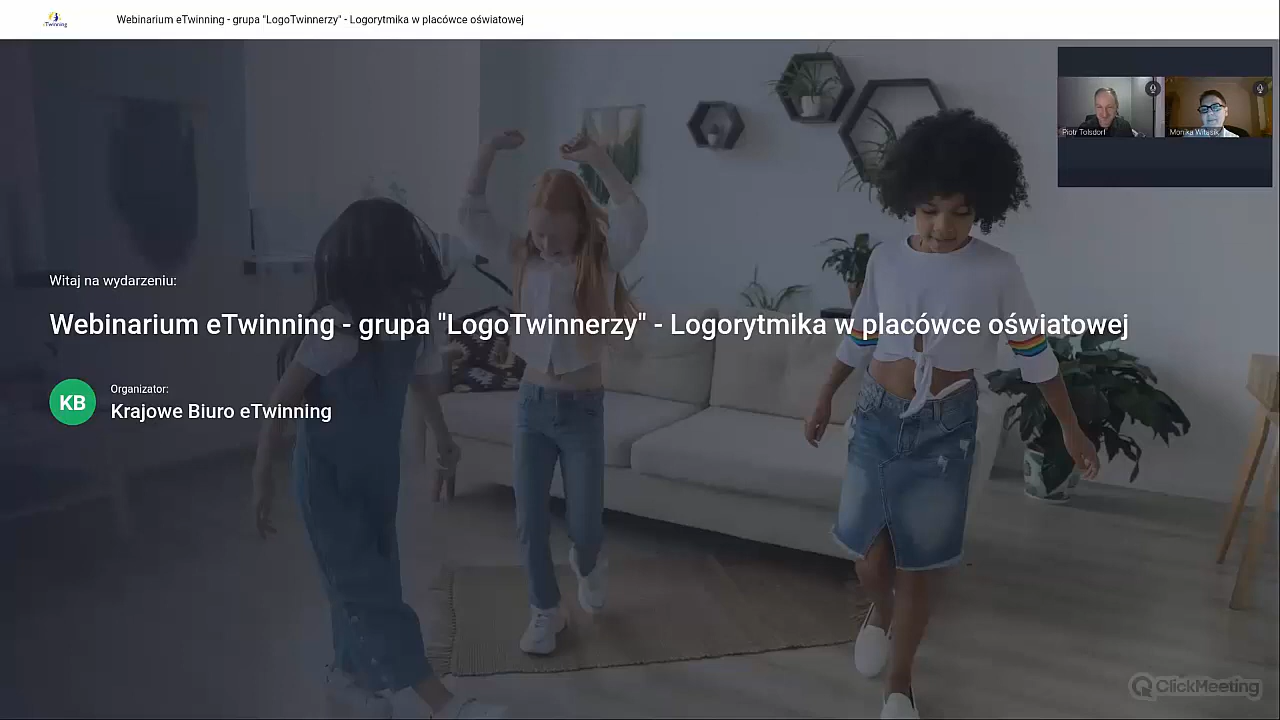 eTwinning
Webinarium eTwinning - grupa "LogoTwinnerzy" - Logorytmika w placówce oświatowej
Piotr Tolsdorf
Monika Witasik
Witaj na wydarzeniu:
Webinarium eTwinning - grupa "LogoTwinnerzy" - Logorytmika w placówce oświatowej
Organizator:
KB
Krajowe Biuro eTwinning
ClickMeeting